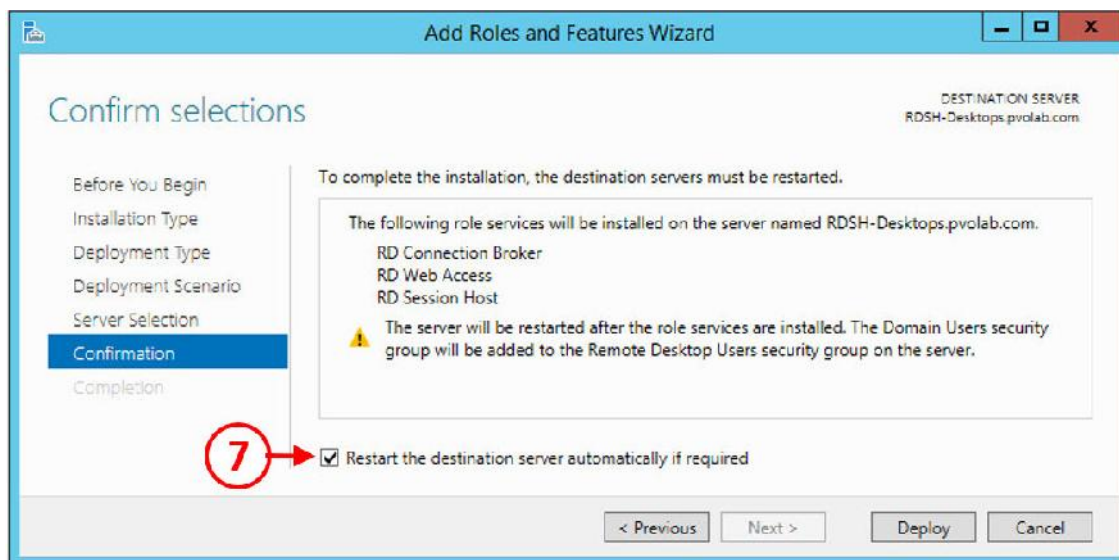 Add Roles and Features Wizard
X
Confirm selections
DESTINATION SERVER
RDSH-Desktops.pvolab.com
Before You Begin
Installation Type
Deployment Type
Deployment Scenario
Server Selection
Confirmation
Completion
To complete the installation, the destination servers must be restarted.
The following role services will be installed on the server named RDSH-Desktops.pvolab.com.
RD Connection Broker
RD Web Access
RD Session Host
The server will be restarted after the role services are installed. The Domain Users security
group will be added to the Remote Desktop Users security group on the server.
7
Restart the destination server automatically if required
< Previous
Next >
Deploy
Cancel